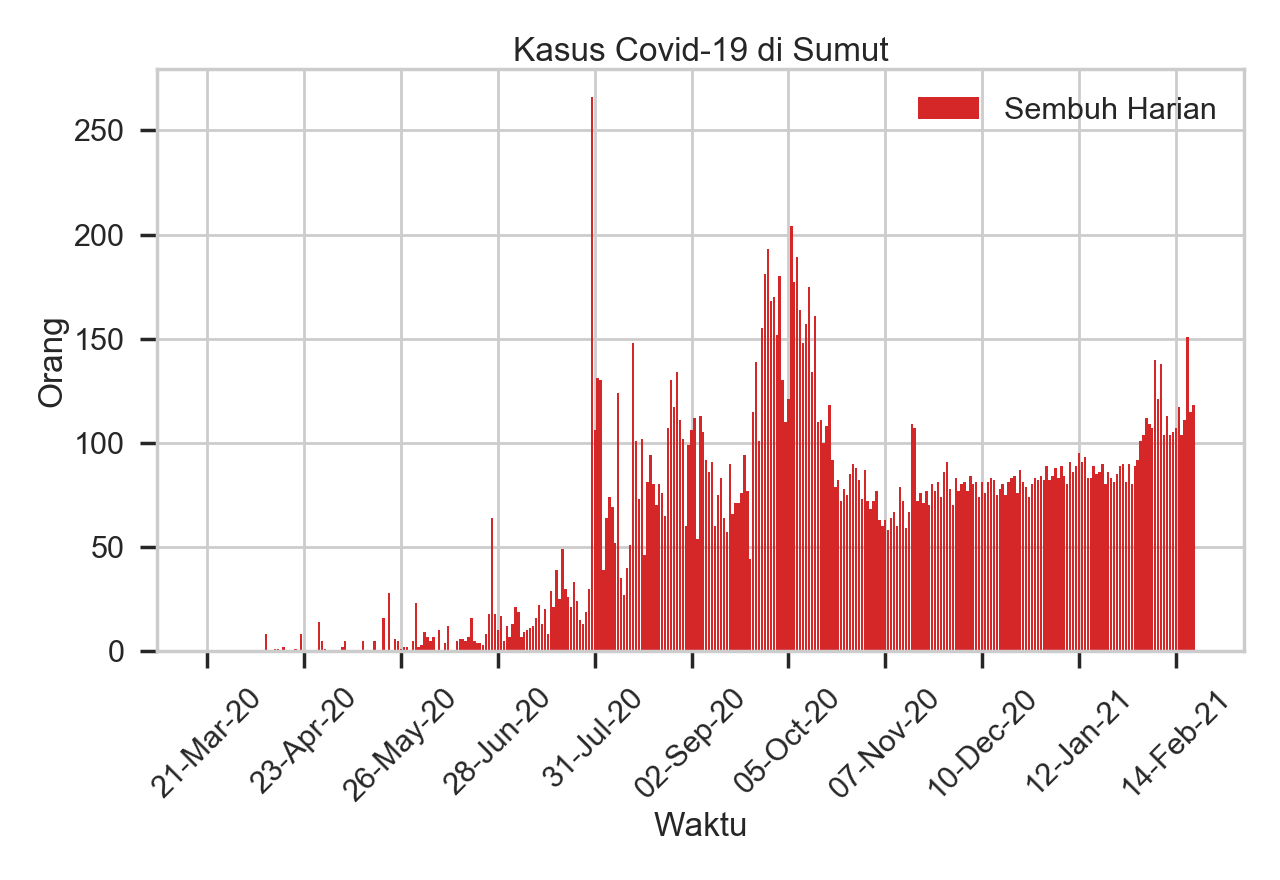 Kasus Covid-19 di Sumut
Sembuh Harian
Orang
250
200
150
100
50
0
21-Mar-20
23-Apr-20
26-May-20
28-Jun-20
31-Jul-20
02-Sep-20
05-Oct-20
07-Nov-20
10-Dec-20
12-Jan-21
14-Feb-21
Waktu